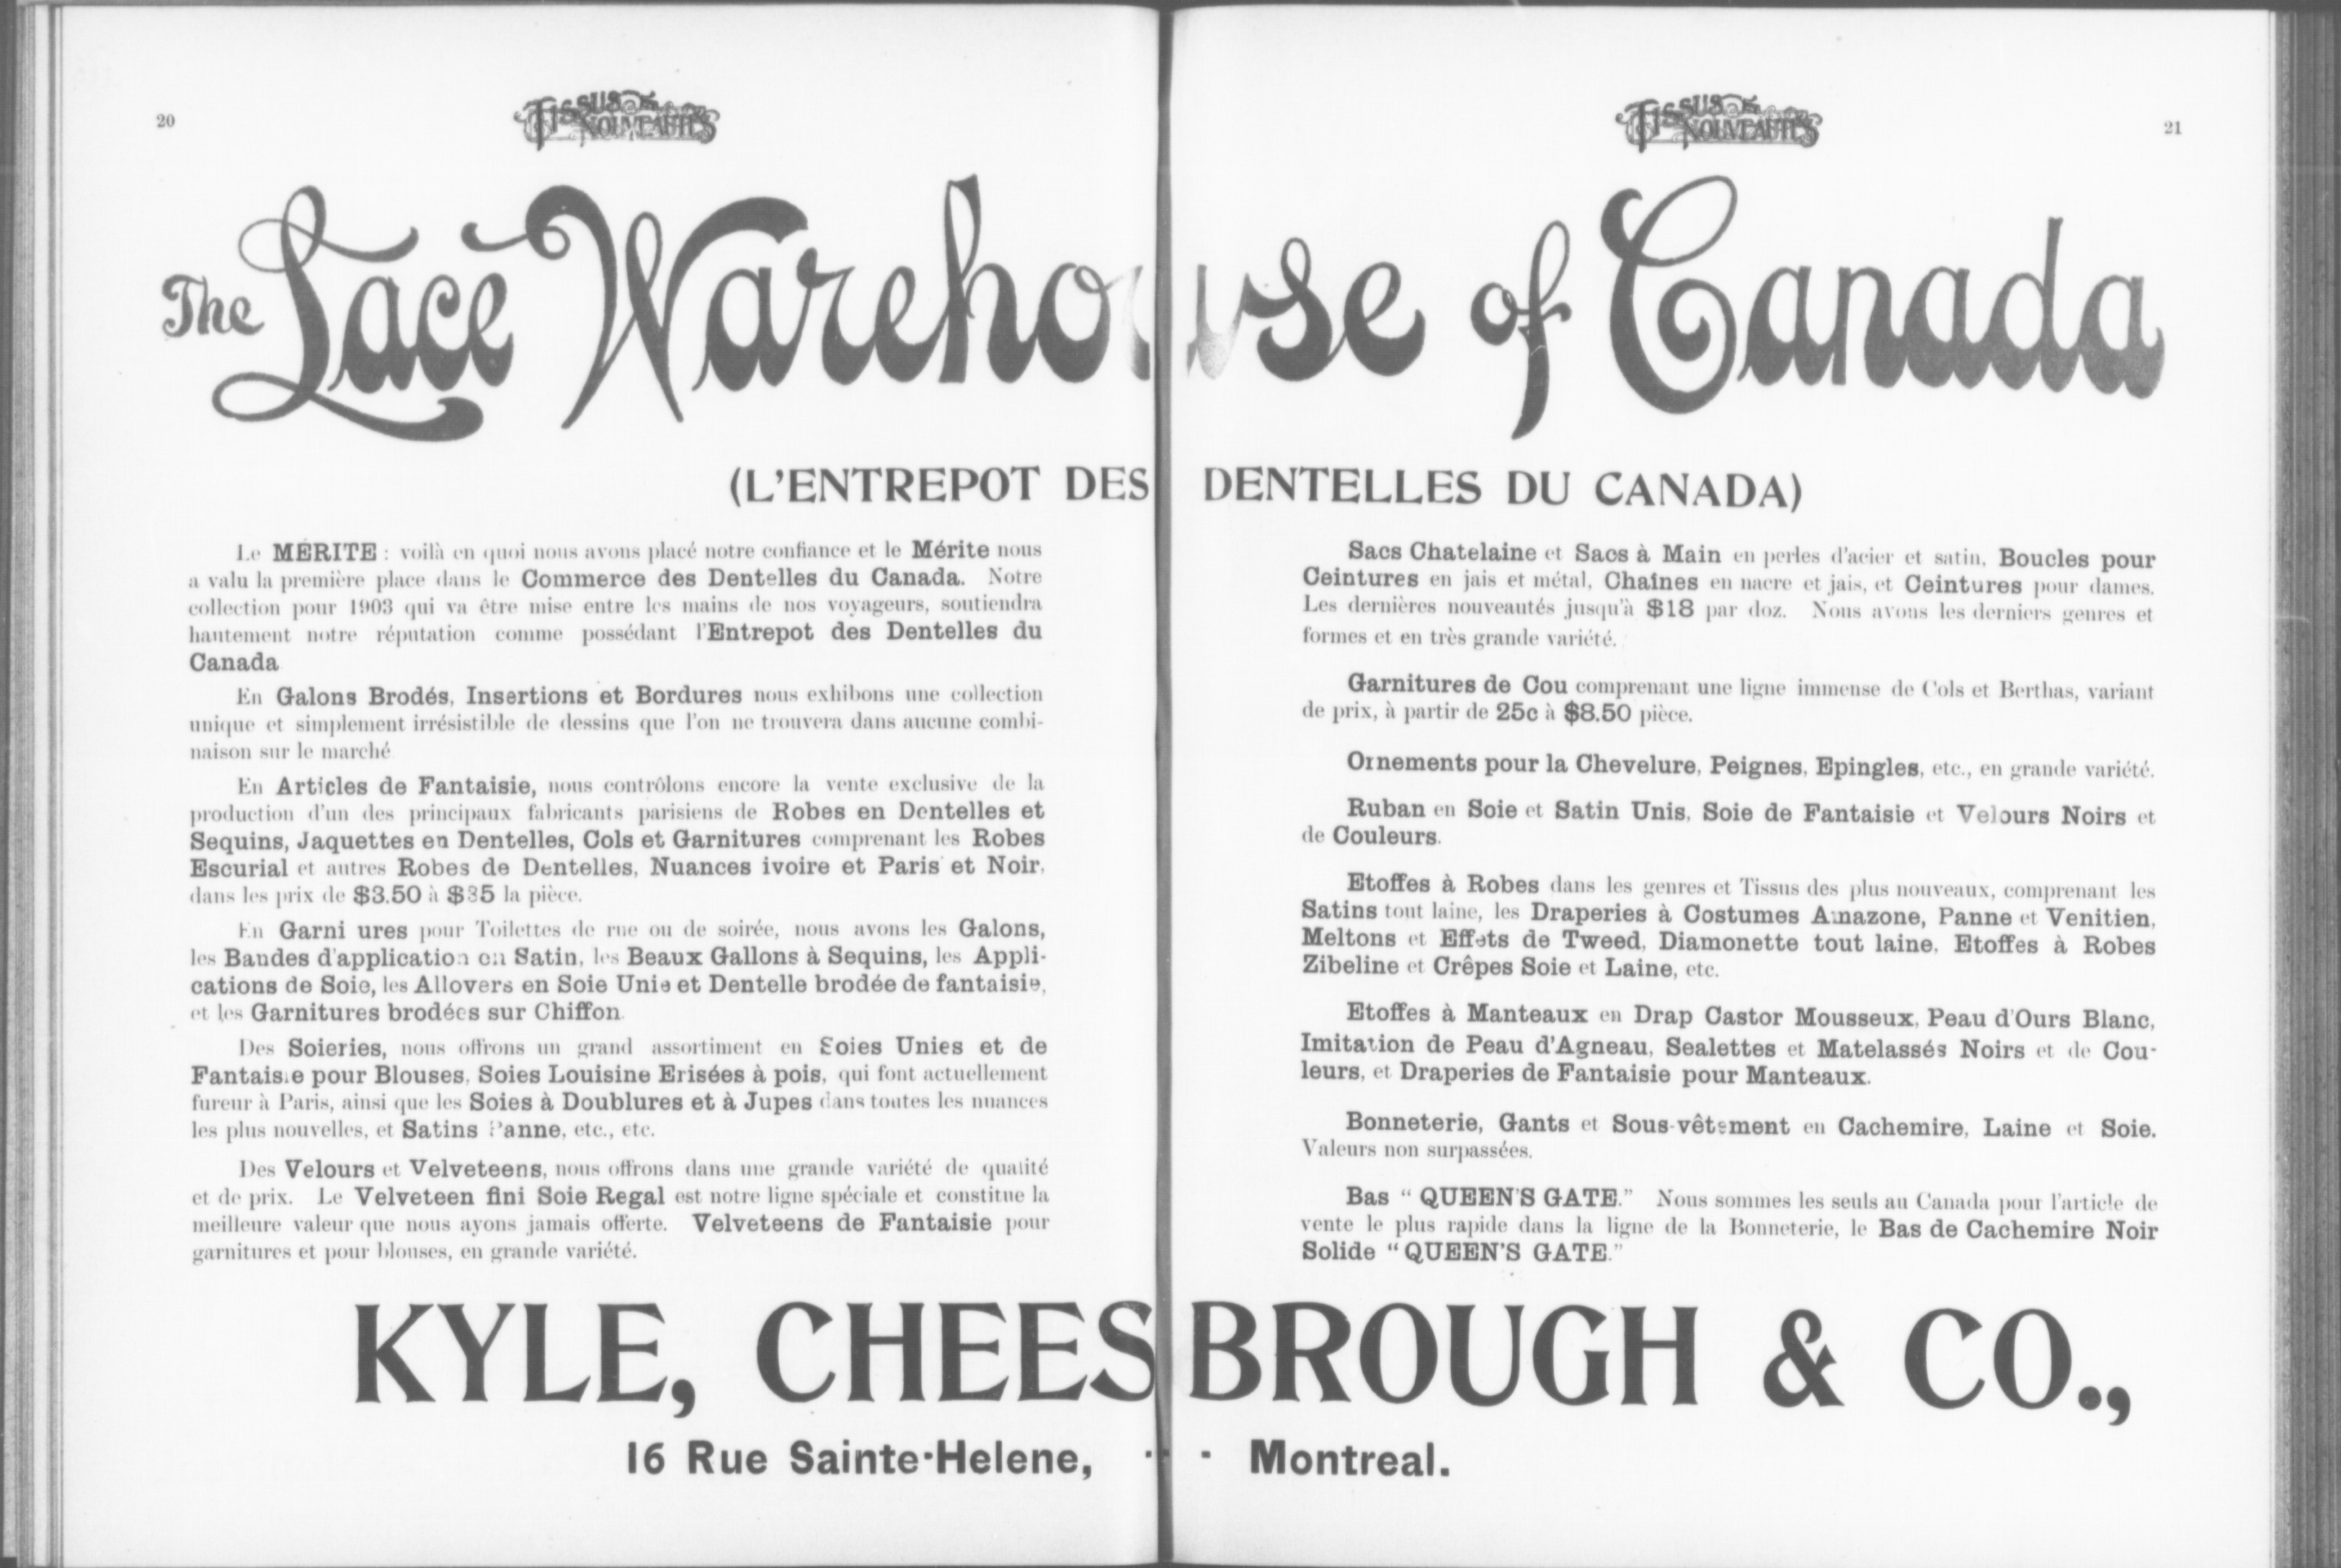 20
TISSUS & NOUVEAUTÉS
TISSUS & NOUVEAUTÉS
21
The Lace Warehouse of Canada
(L'ENTREPOT DES DENTELLES DU CANADA)
Le MÉRITE : voilà en quoi nous avons placé notre confiance et le Mérite nous
a valu la première place dans le Commerce des Dentelles du Canada. Notre
collection pour 1903 qui va être mise entre les mains de nos voyageurs, soutiendra
hautement notre réputation comme possédant l'Entrepot des Dentelles du
Canada
En Galons Brodés, Insertions et Bordures nous exhibons une collection
unique et simplement irrésistible de dessins que l'on ne trouvera dans aucune combi-
naison sur le marché
En Articles de Fantaisie, nous contrôlons encore la vente exclusive de la
production d'un des principaux fabricants parisiens de Robes en Dentelles et
Sequins, Jaquettes en Dentelles, Cols et Garnitures comprenant les Robes
Escurial et autres Robes de Dentelles, Nuances ivoire et Paris et Noir,
dans les prix de $3.50 à $35 la pièce.
En Garni ures pour Toilettes de rue ou de soirée, nous avons les Galons,
les Bandes d'application en Satin, les Beaux Gallons à Sequins, les Appli-
cations de Soie, les Allovers en Soie Unie et Dentelle brodée de fantaisie,
et les Garnitures brodées sur Chiffon.
Des Soieries, nous offrons un grand assortiment en Soies Unies et de
Fantaisie pour Blouses, Soies Louisine Erisées à pois, qui font actuellement
fureur à Paris, ainsi que les Soies à Doublures et à Jupes dans toutes les nuances
les plus nouvelles, et Satins Panne, etc., etc.
Des Velours et Velveteens, nous offrons dans une grande variété de qualité
et de prix. Le Velveteen fini Soie Regal est notre ligne spéciale et constitue la
meilleure valeur que nous ayons jamais offerte. Velveteens de Fantaisie pour
garnitures et pour blouses, en grande variété.
Sacs Chatelaine et Sacs à Main en perles d'acier et satin, Boucles pour
Ceintures en jais et métal, Chaînes en nacre et jais, et Ceintures pour dames.
Les dernières nouveautés jusqu'à $18 par doz. Nous avons les derniers genres et
formes et en très grande variété.
Garnitures de Cou comprenant une ligne immense de Cols et Berthas, variant
de prix, à partir de 25c à $8.50 pièce.
Ornements pour la Chevelure, Peignes, Epingles, etc., en grande variété.
Ruban en Soie et Satin Unis, Soie de Fantaisie et Velours Noirs et
de Couleurs.
Etoffes à Robes dans les genres et Tissus des plus nouveaux, comprenant les
Satins tout laine, les Draperies à Costumes Amazone, Panne et Venitien,
Meltons et Effets de Tweed, Diamonette tout laine, Etoffes à Robes
Zibeline et Crêpes Soie et Laine, etc.
Etoffes à Manteaux en Drap Castor Mousseux, Peau d'Ours Blanc,
Imitation de Peau d'Agneau, Sealettes et Matelassés Noirs et de Cou-
leurs, et Draperies de Fantaisie pour Manteaux.
Bonneterie, Gants et Sous-vêtement en Cachemire, Laine et Soie.
Valeurs non surpassées.
Bas " QUEEN'S GATE." Nous sommes les seuls au Canada pour l'article de
vente le plus rapide dans la ligne de la Bonneterie, le Bas de Cachemire Noir
Solide "QUEEN'S GATE."
KYLE, CHEESBROUGH & CO.,
16 Rue Sainte-Helene, - - Montreal.